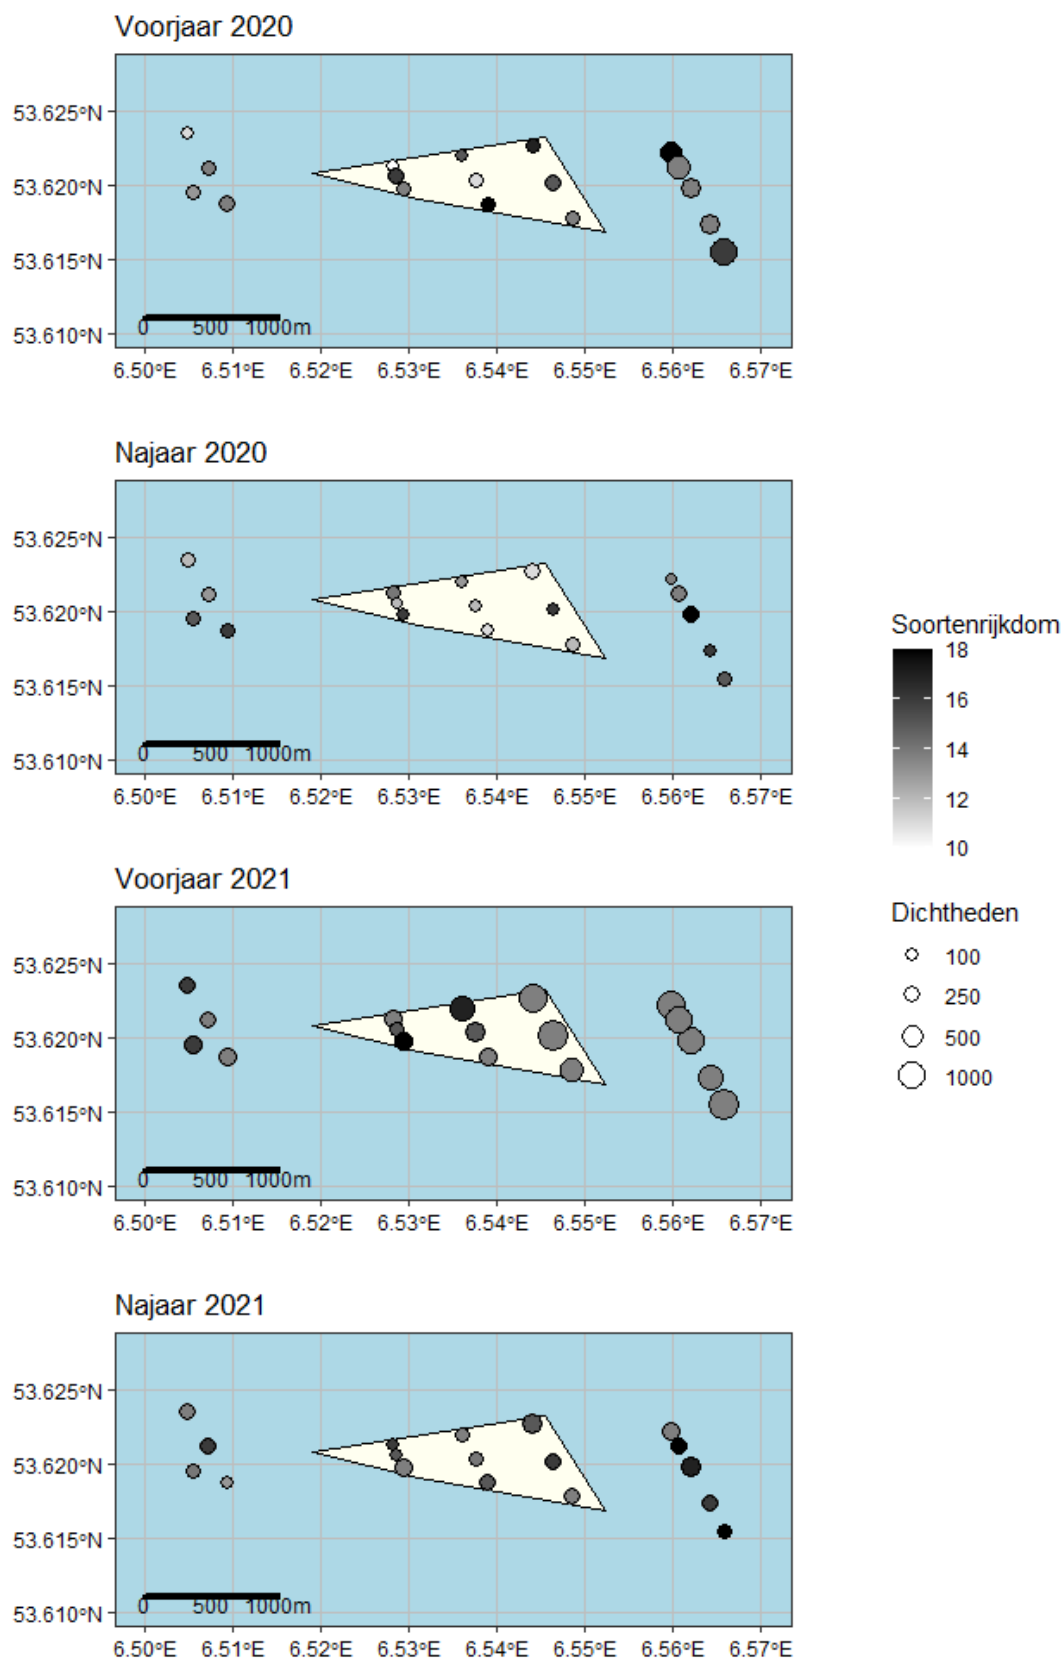 Voorjaar 2020
53.625°N
53.620°N
53.615°N
53.610°N
0 500 1000m
6.50°E 6.51°E 6.52°E 6.53°E 6.54°E 6.55°E 6.56°E 6.57°E
Najaar 2020
53.625°N
53.620°N
53.615°N
53.610°N
0 500 1000m
6.50°E 6.51°E 6.52°E 6.53°E 6.54°E 6.55°E 6.56°E 6.57°E
Voorjaar 2021
53.625°N
53.620°N
53.615°N
53.610°N
0 500 1000m
6.50°E 6.51°E 6.52°E 6.53°E 6.54°E 6.55°E 6.56°E 6.57°E
Najaar 2021
53.625°N
53.620°N
53.615°N
53.610°N
0 500 1000m
6.50°E 6.51°E 6.52°E 6.53°E 6.54°E 6.55°E 6.56°E 6.57°E
Soortenrijkdom
18
16
14
12
10
Dichtheden
100
250
500
1000